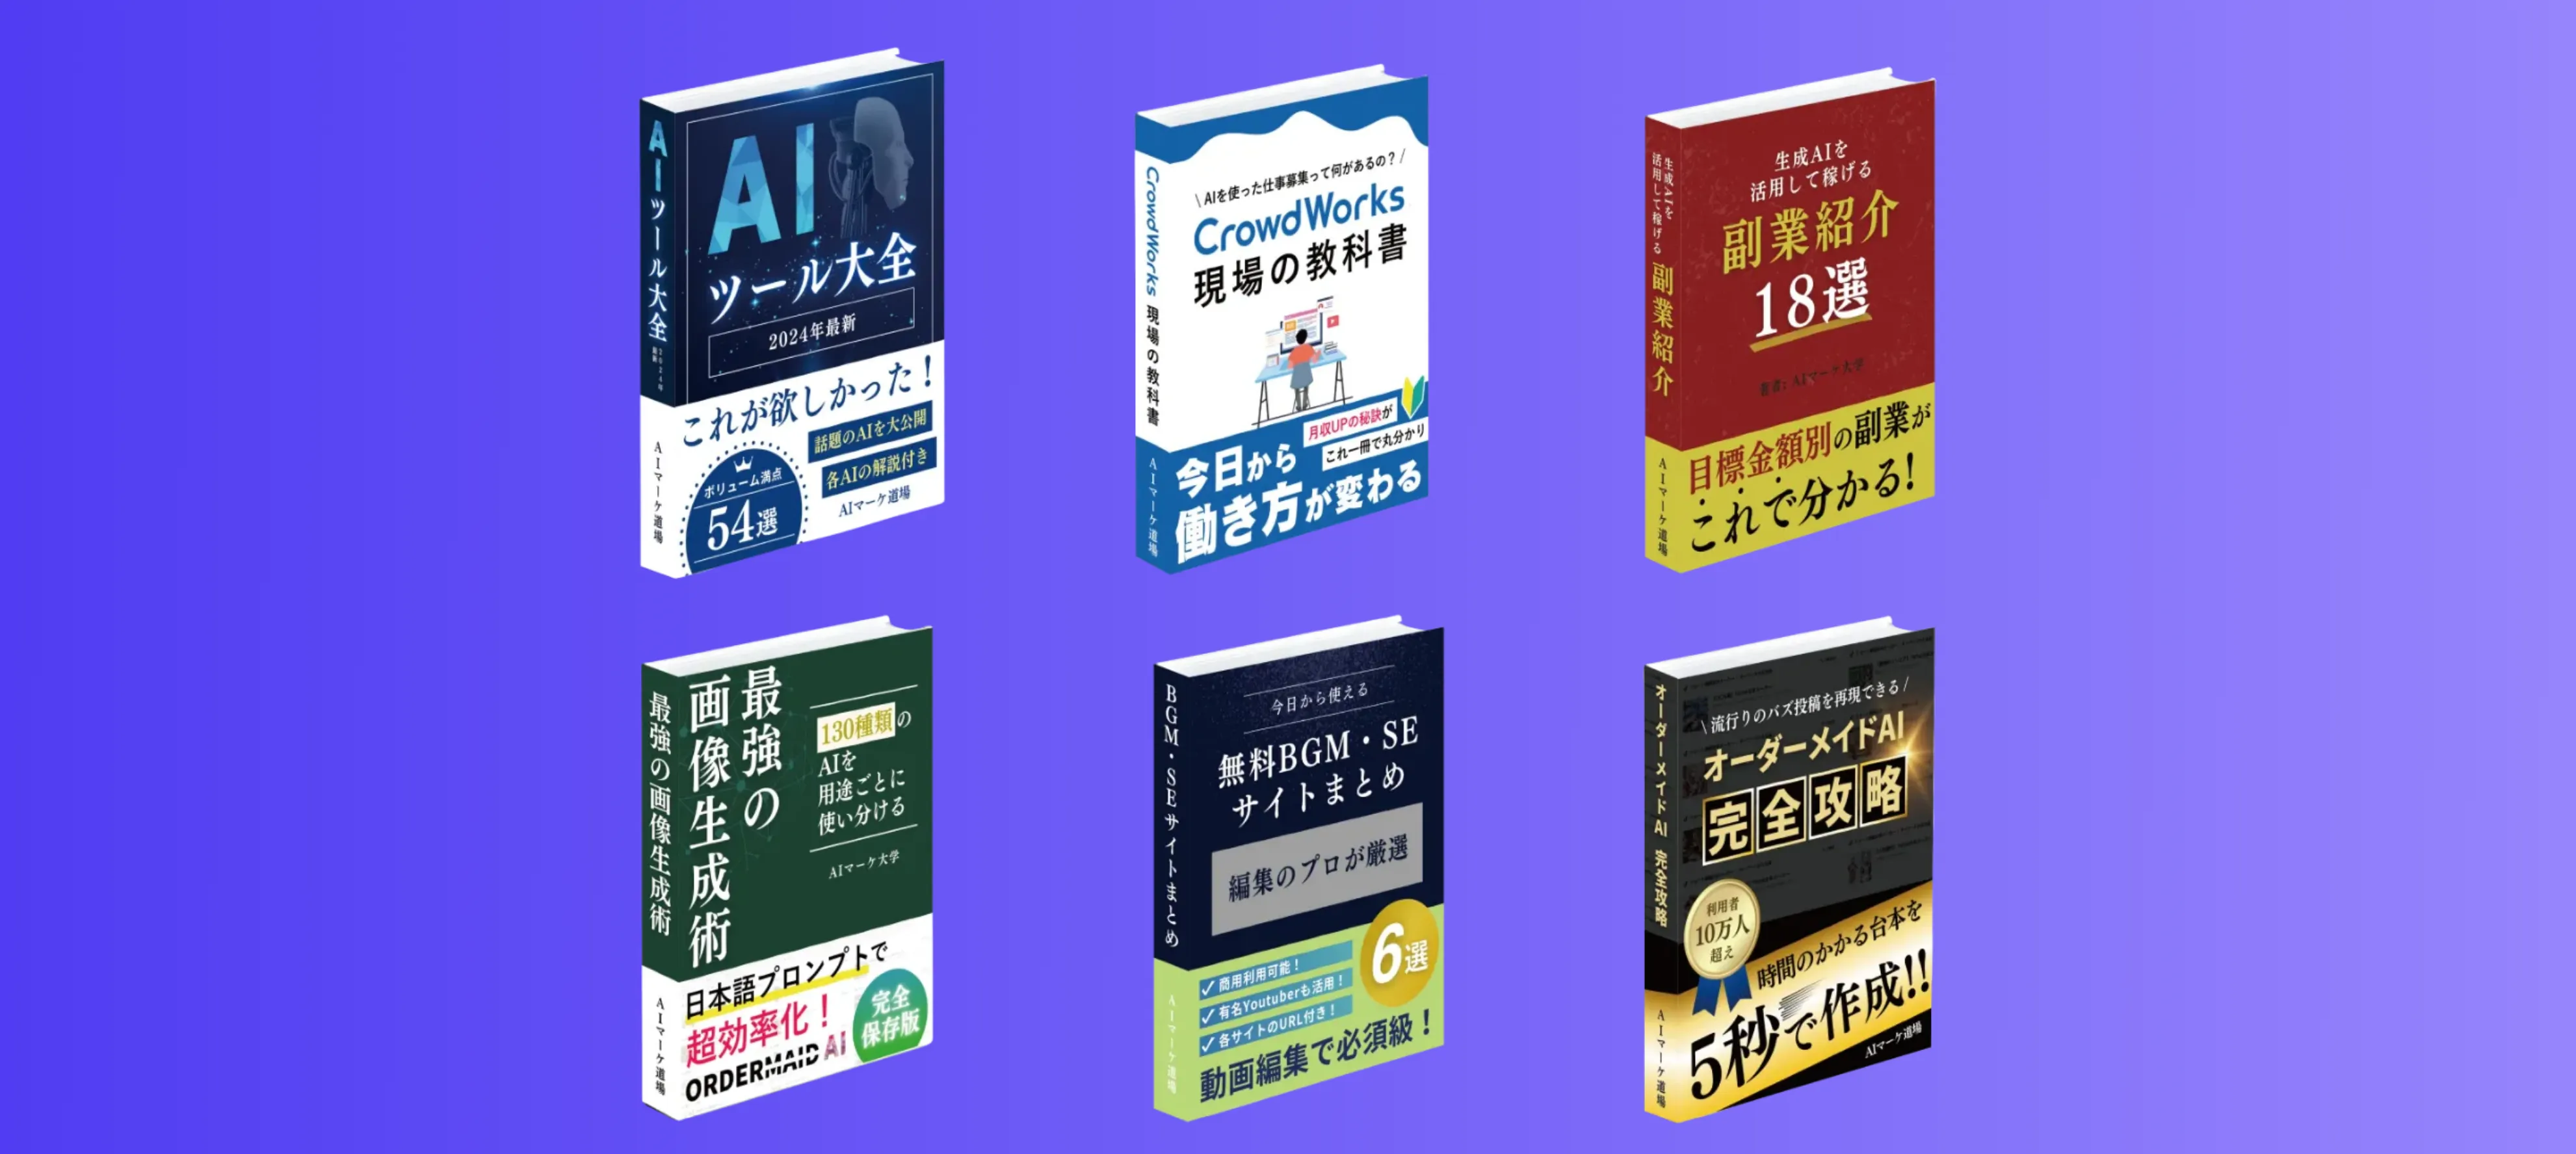 AIツール大全 2024年最新
AIマーケ道場
AI
ツール大全
2024年最新
これが欲しかった！
話題のAIを大公開
各AIの解説付き
ボリューム満点
54選
AIマーケ道場
CrowdWorks 現場の教科書
AIマーケ道場
\ AIを使った仕事募集って何があるの？ /
CrowdWorks
現場の教科書
月収UPの秘訣が
これ一冊で丸分かり
今日から
働き方が変わる
生成AIを
活用して稼げる
副業紹介
AIマーケ道場
生成AIを
活用して稼げる
副業紹介
18選
著者: AIマーケ大学
目標金額別の副業が
これで分かる！
最強の画像生成術
AIマーケ道場
最強の
画像生成術
130種類の
AIを
用途ごとに
使い分ける
AIマーケ大学
日本語プロンプトで
超効率化！
ORDERMAID AI
完全
保存版
BGM・SEサイトまとめ
AIマーケ道場
今日から使える
無料BGM・SE
サイトまとめ
編集のプロが厳選
6選
✓ 商用利用可能！
✓ 有名Youtuberも活用！
✓ 各サイトのURL付き！
動画編集で必須級！
オーダーメイドAI 完全攻略
AIマーケ道場
\ 流行りのバズ投稿を再現できる /
オーダーメイドAI
完全攻略
利用者
10万人
超え
時間のかかる台本を
5秒で作成!!
AIマーケ道場